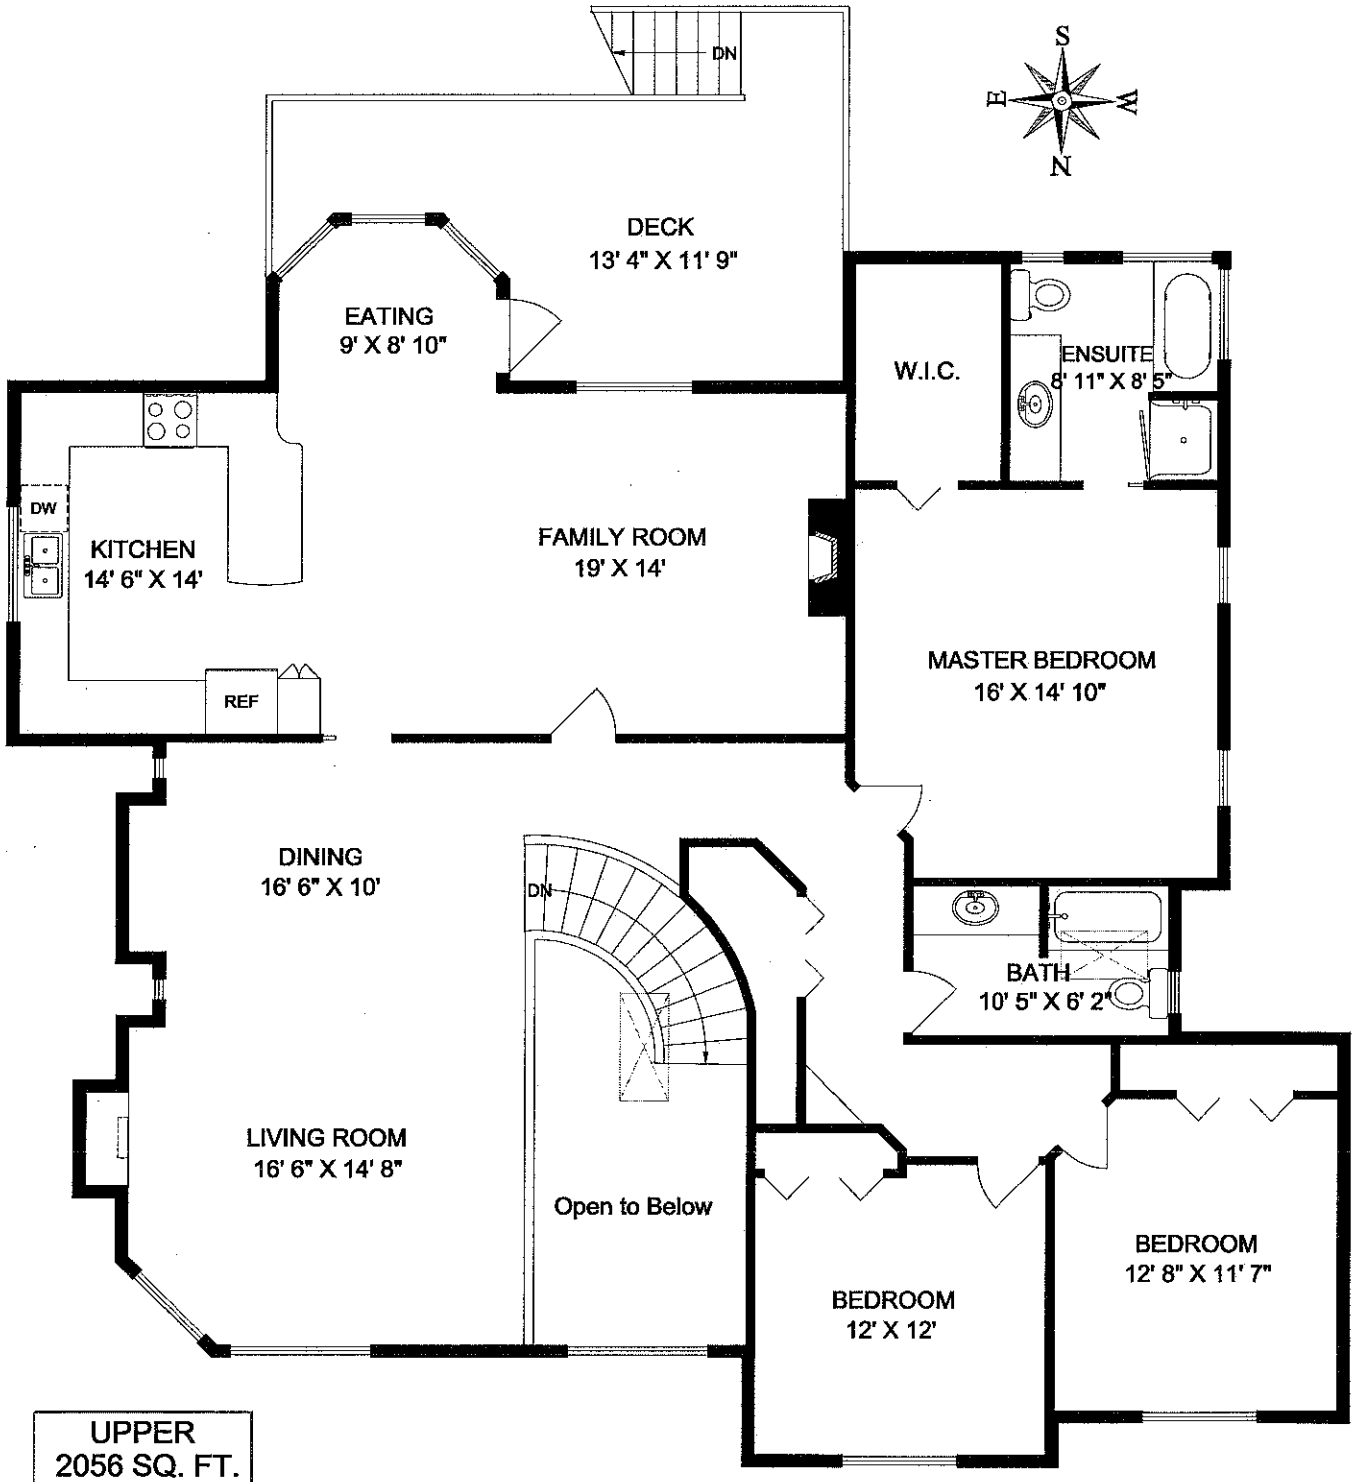 S
E
W
N
DN
DECK
13' 4" X 11' 9"
EATING
9' X 8' 10"
W.I.C.
ENSUITE
8' 11" X 8' 5"
DW
KITCHEN
14' 6" X 14'
FAMILY ROOM
19' X 14'
MASTER BEDROOM
16' X 14' 10"
REF
DINING
16' 6" X 10'
DN
BATH
10' 5" X 6' 2"
LIVING ROOM
16' 6" X 14' 8"
Open to Below
BEDROOM
12' 8" X 11' 7"
BEDROOM
12' X 12'
UPPER
2056 SQ. FT.